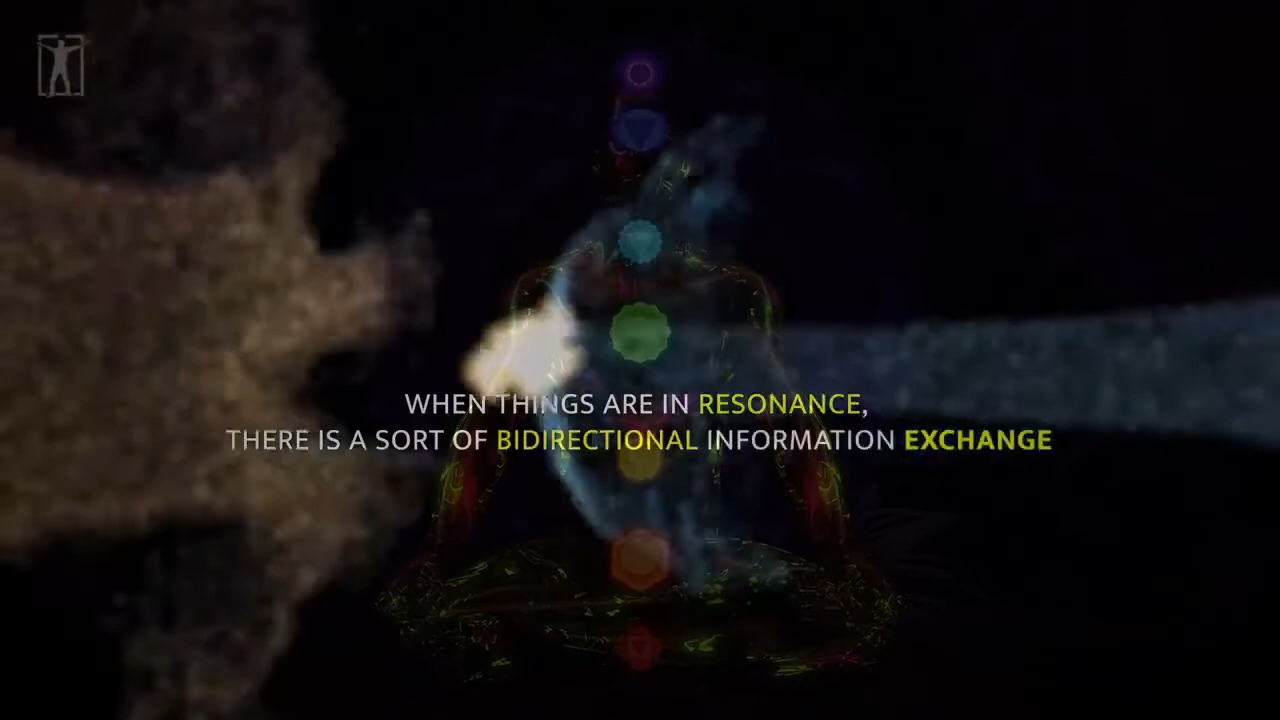 WHEN THINGS ARE IN RESONANCE,
THERE IS A SORT OF BIDIRECTIONAL INFORMATION EXCHANGE